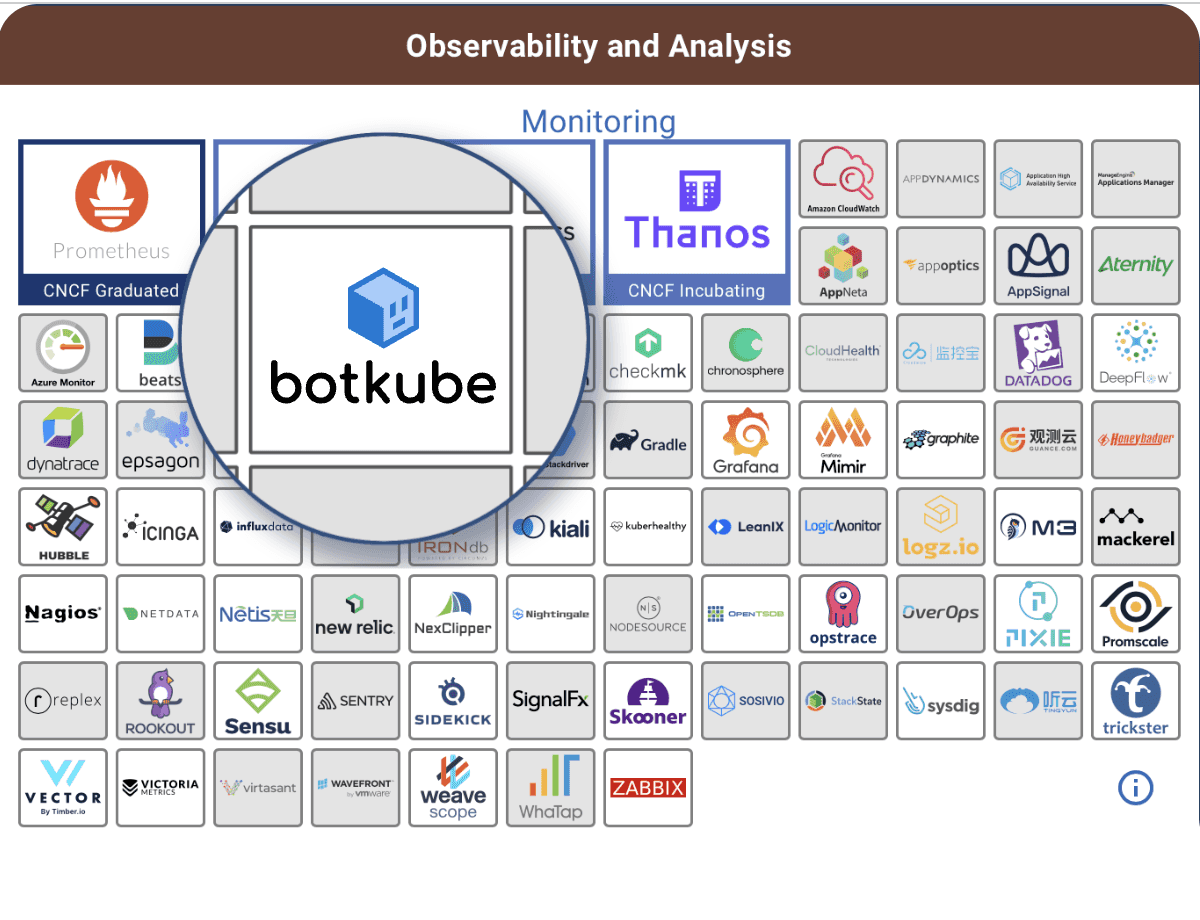 Observability and Analysis
Monitoring
Prometheus
CNCF Graduated
botkube
Thanos
CNCF Incubating
Amazon CloudWatch
APPDYNAMICS
Application High
Availability Service
ManageEngine
Applications Manager
AppNeta
appoptics
AppSignal
Aternity
Azure Monitor
beats
checkmk
chronosphere
CloudHealth
监控宝
DATADOG
DeepFlow
dynatrace
epsagon
stackdriver
Gradle
Grafana
Grafana
Mimir
graphite
观测云
GUANCE.COM
Honeybadger
HUBBLE
ICINGA
influxdata
IRONdb
kiali
kuberhealthy
LeanIX
LogicMonitor
logz.io
M3
mackerel
Nagios®
NETDATA
Netis天旦
new relic
NexClipper
Nightingale
N|S
NODESOURCE
OPENTSDB
opstrace
OverOps
PIXIE
Promscale
r replex
ROOKOUT
Sensu
SENTRY
SIDEKICK
SignalFx
Skooner
SOSIVIO
StackState
sysdig
听云
TINGYUN
trickster
VECTOR
By Timber.io
VICTORIA
METRICS
virtasant
WAVEFRONT
by vmware
weave
scope
WhaTap
ZABBIX